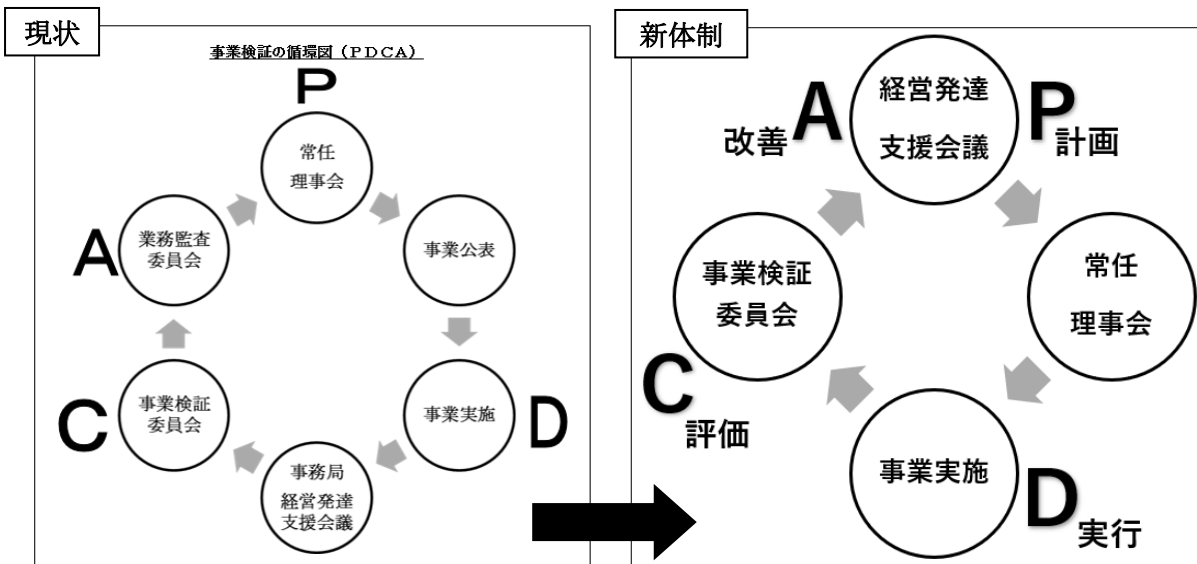 現状
事業検証の循環図（ＰＤＣＡ）
P
常任
理事会
事業公表
事業実施
D
事務局
経営発達
支援会議
事業検証
委員会
C
業務監査
委員会
A
新体制
経営発達
支援会議
P
計画
常任
理事会
事業実施
D
実行
事業検証
委員会
C
評価
A
改善